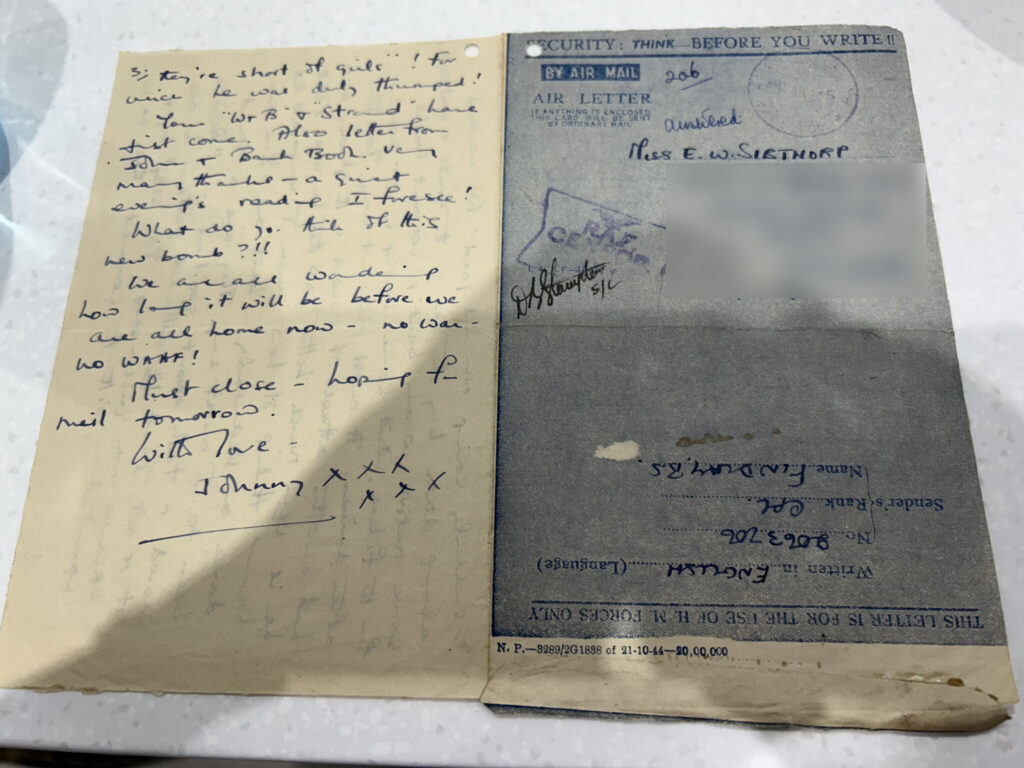 3; they're short of girls"! For
once he was duly thumped!
Your "W & B" & "Strand" have
just come. Also letter from
John & Bank Book. Very
many thanks - a quiet
evening's reading I foresee!
What do you think of this
new bomb?!!
We are all wondering
how long it will be before we
are all home now - no war -
no WAAF!
Must close - hoping for
mail tomorrow.
With love -
Johnny x x x
x x x
SECURITY: THINK—BEFORE YOU WRITE!!
BY AIR MAIL
206
AIR LETTER
IF ANYTHING IS ENCLOSED
THIS CARD WILL BE SENT
BY ORDINARY MAIL
answered
MISS E. W. SIBTHORP
RAF
CENSOR
S/L
Name FINDLAY, B.S.
Sender's Rank CPL.
No.
Written in ENGLISH (Language)
THIS LETTER IS FOR THE USE OF H. M. FORCES ONLY
N. P.—3289/2G1838 of 21-10-44—20,00,000